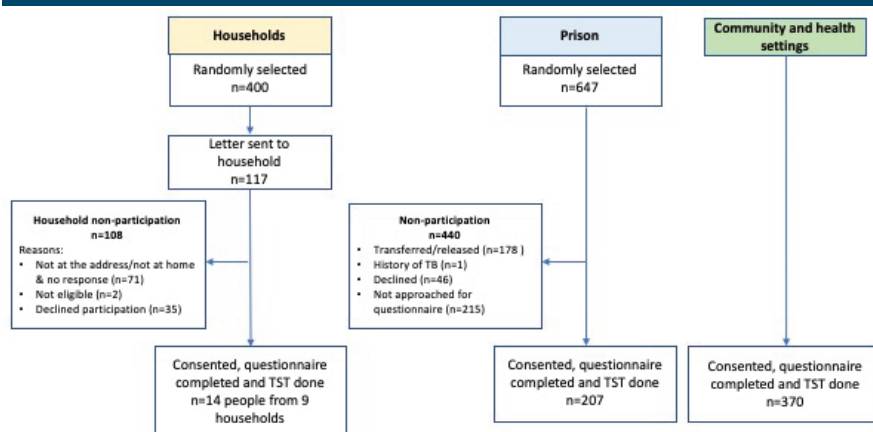 Households
Randomly selected
n=400
Letter sent to
household
n=117
Household non-participation
n=108
Reasons:
• Not at the address/not at home
& no response (n=71)
• Not eligible (n=2)
• Declined participation (n=35)
Consented, questionnaire
completed and TST done
n=14 people from 9
households
Prison
Randomly selected
n=647
Non-participation
n=440
• Transferred/released (n=178 )
• History of TB (n=1)
• Declined (n=46)
• Not approached for
questionnaire (n=215)
Consented, questionnaire
completed and TST done
n=207
Community and health
settings
Consented, questionnaire
completed and TST done
n=370